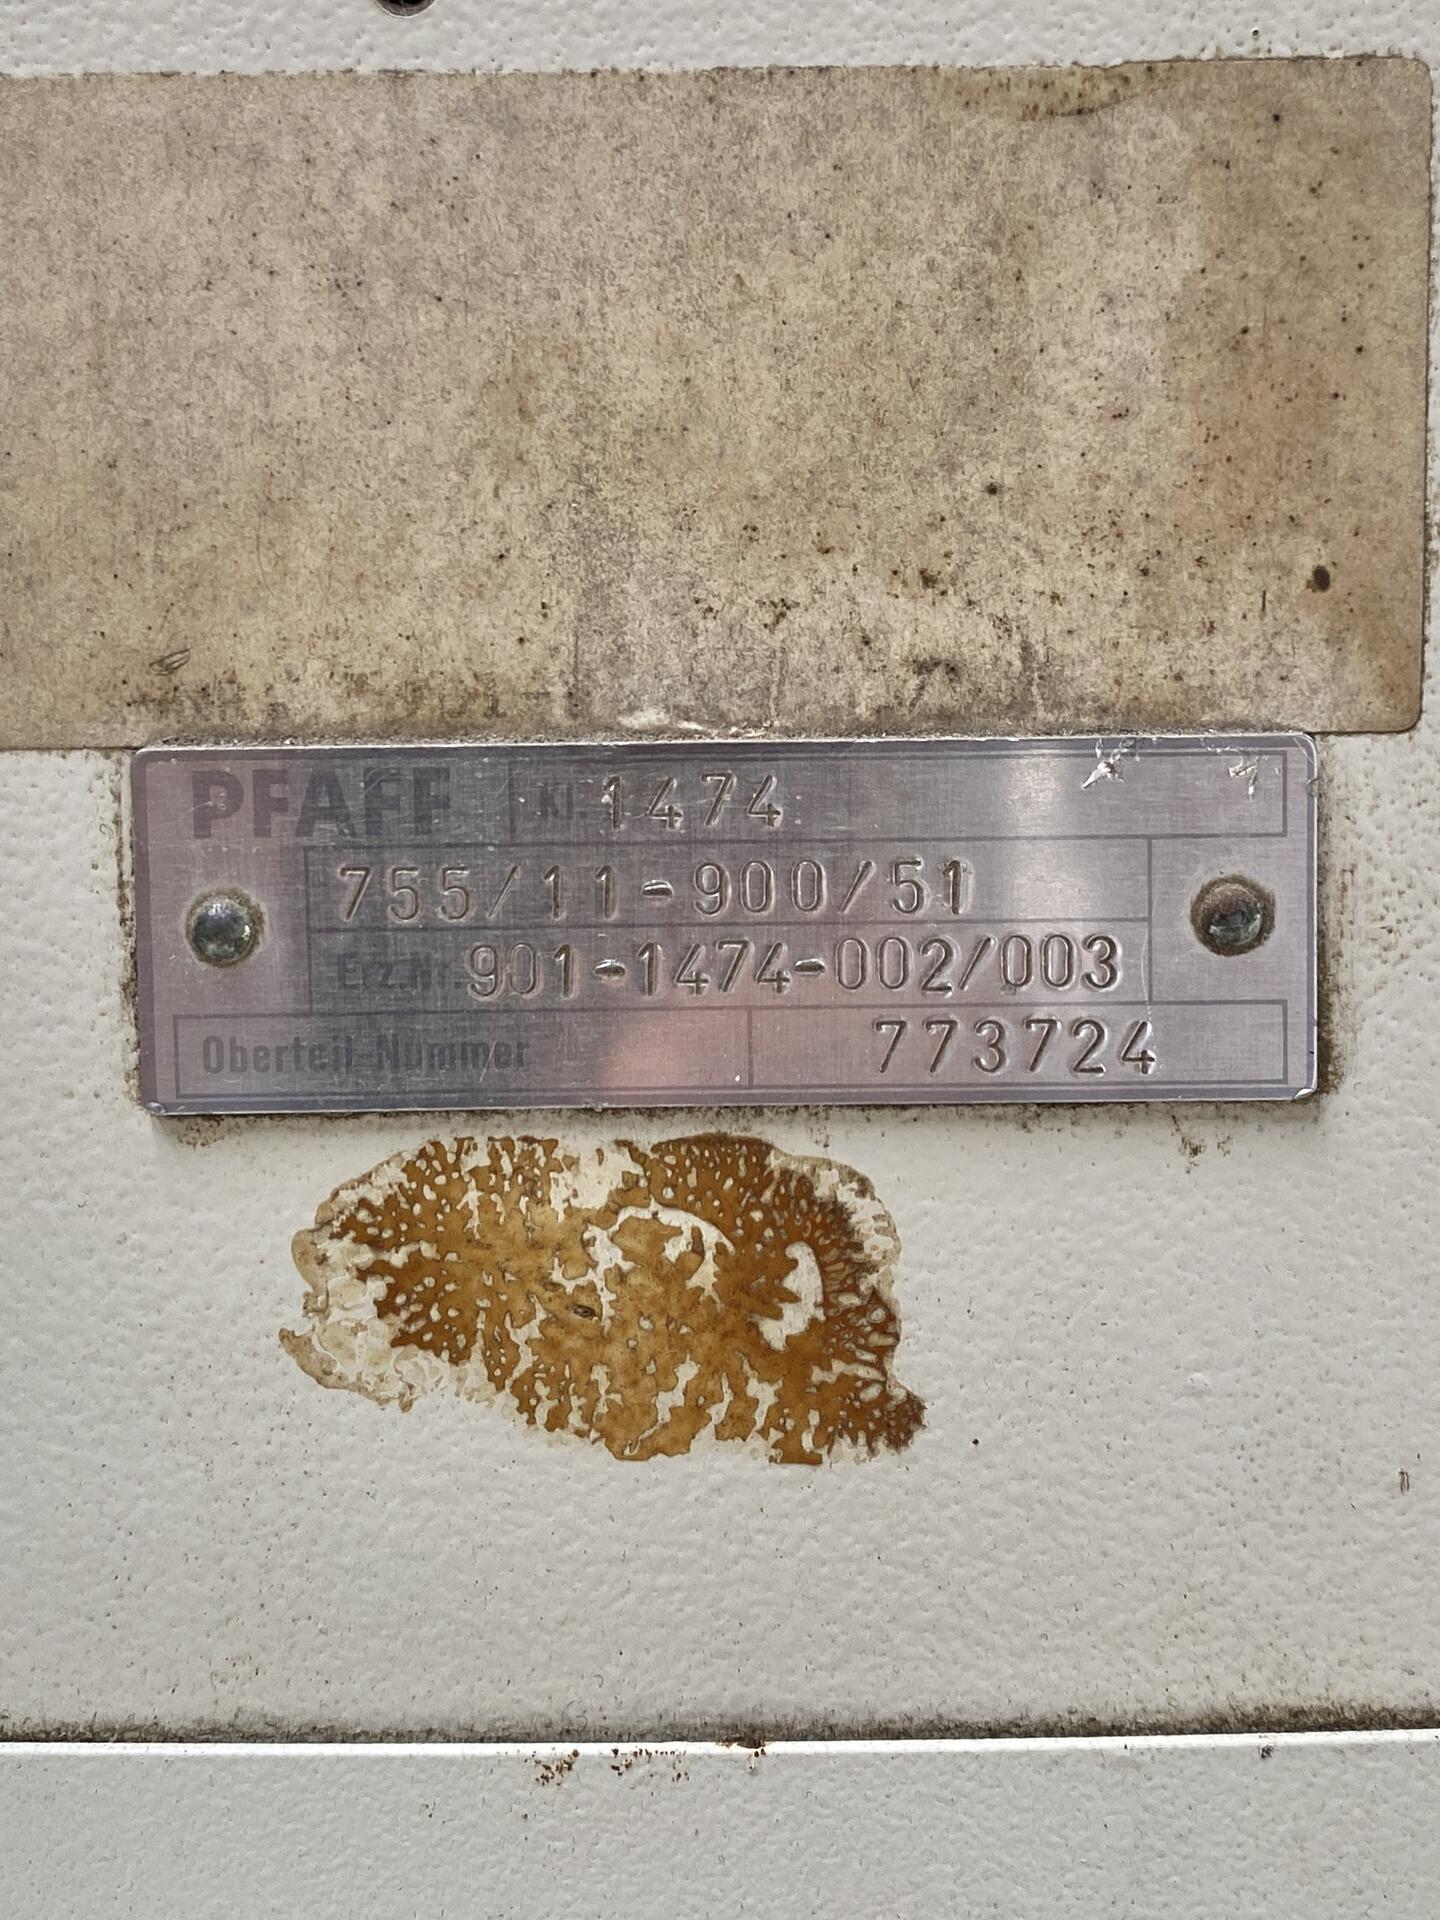 PFAFF Kl. 1474
755/11-900/51
Erz.Nr. 901-1474-002/003
Oberteil-Nummer 773724